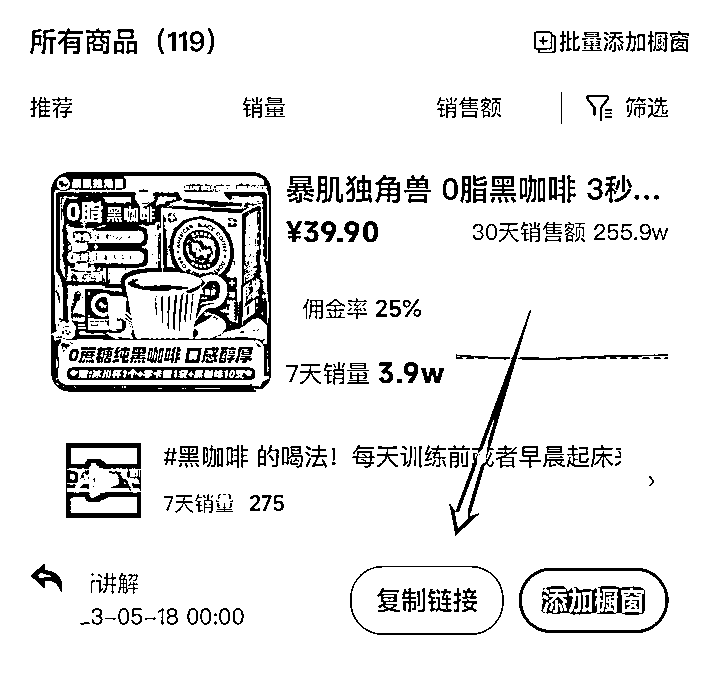 所有商品（119）
批量添加橱窗
推荐 销量 销售额 筛选
暴肌独角兽 0脂黑咖啡 3秒...
¥39.90 30天销售额 255.9w
佣金率 25%
7天销量 3.9w
0脂 黑咖啡
0蔗糖纯黑咖啡 口感醇厚
#黑咖啡 的喝法！每天训练前或者早晨起床
7天销量 275
讲解
3-05-18 00:00
复制链接 添加橱窗